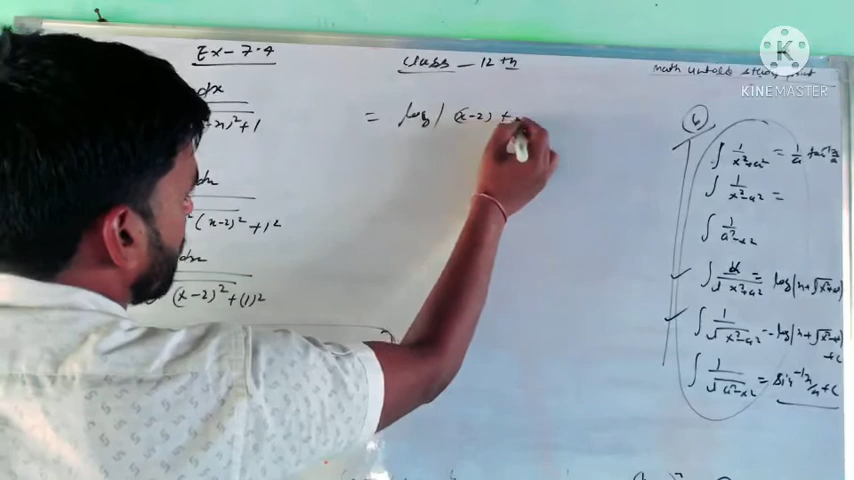 Ex - 7.4
class - 12th
math untold study point
K
KINEMASTER
dx
-x)² + 1
dx
²(x-2)² + 1²
dx
(x-2)² + (1)²
= log | (x-2) +
6
∫ 1/x²+a² = 1/a tan⁻¹ x/a
∫ 1/x²-a² =
∫ 1/a²-x²
∫ dx/√x²+a² = log|x+√x²+a²|
∫ 1/√x²-a² = log|x+√x²-a²|
+c
∫ 1/√a²-x² = sin⁻¹ x/a + c